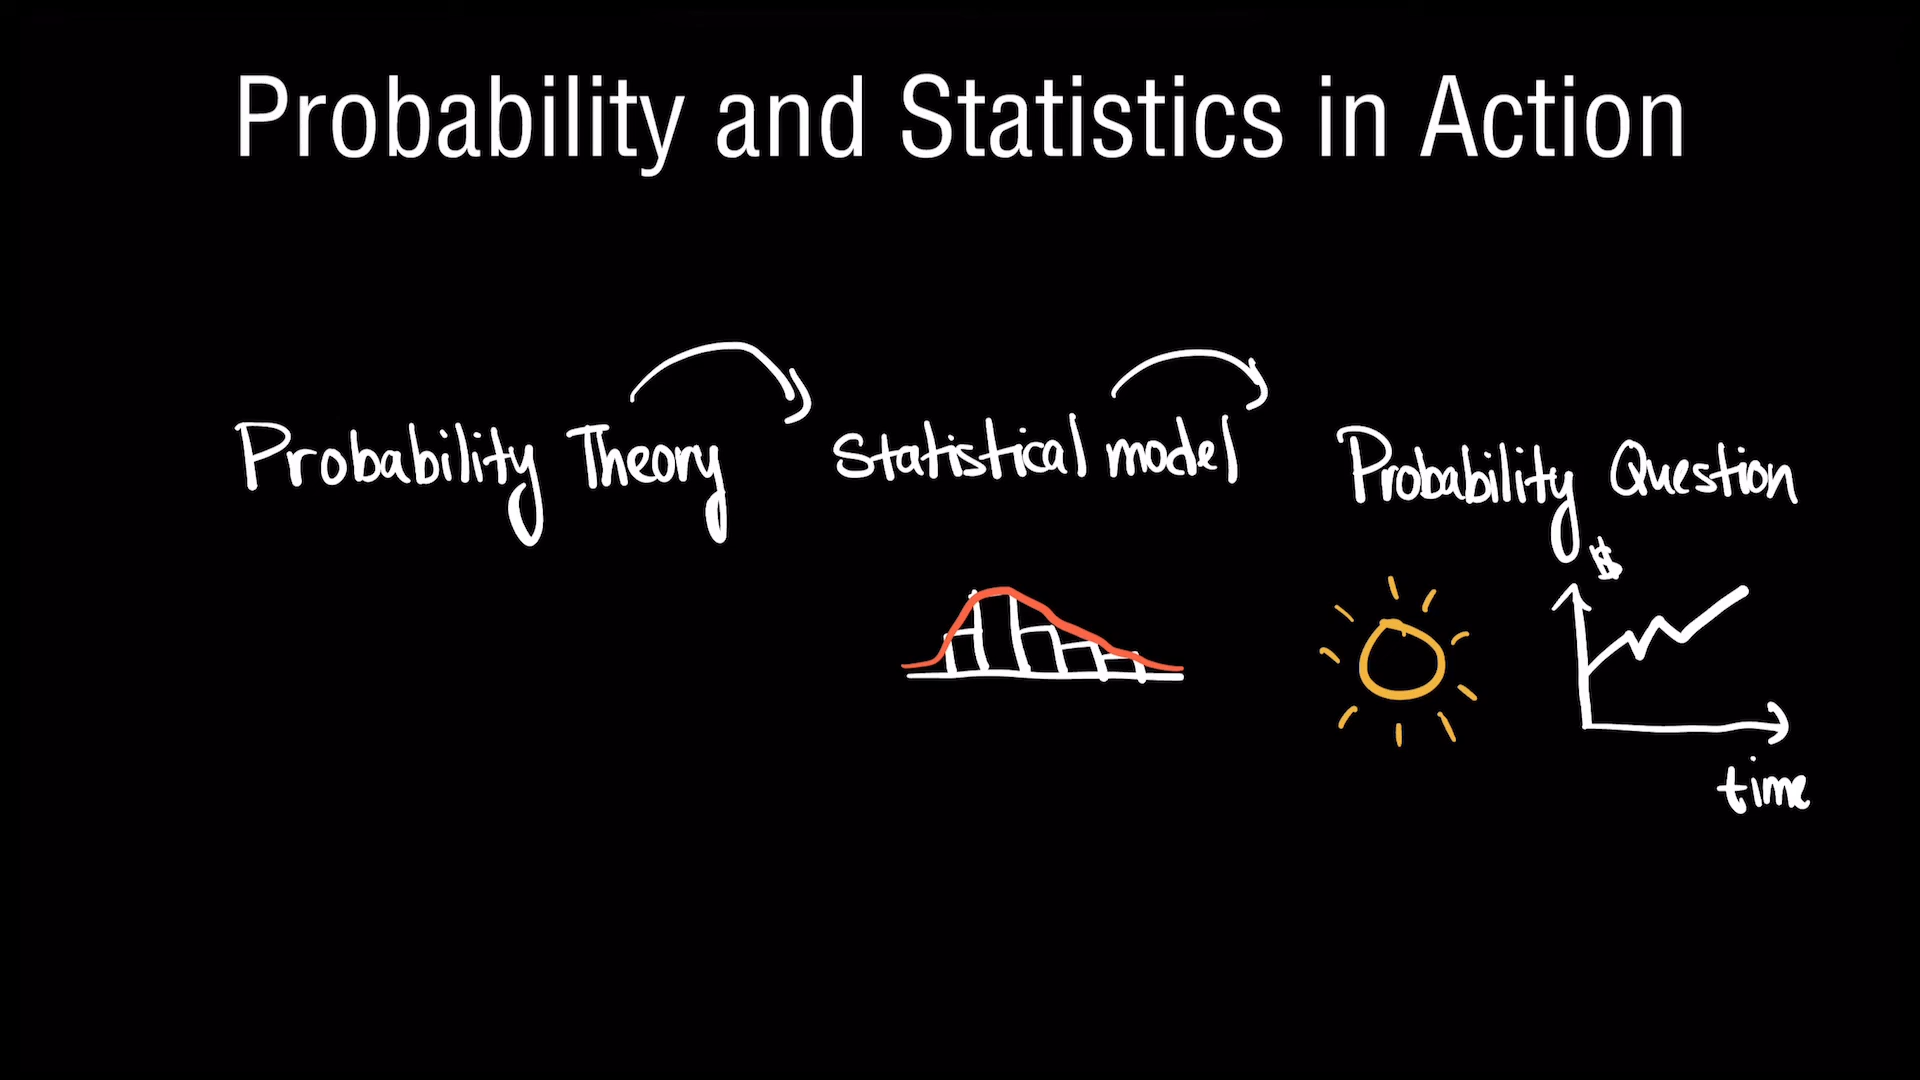 Probability and Statistics in Action
Probability Theory
Statistical model
Probability Question
$
time